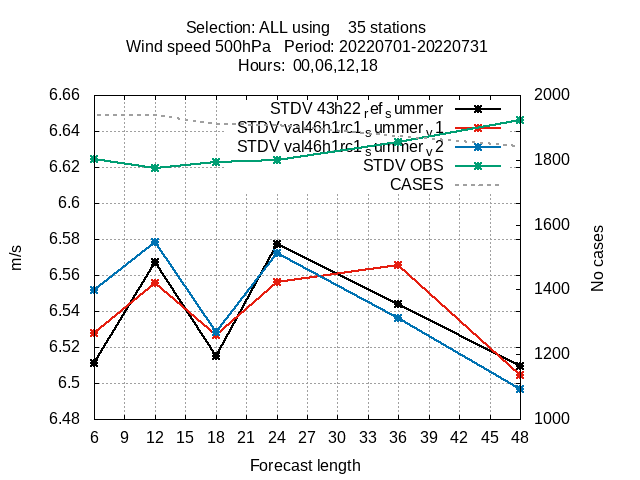 Selection: ALL using 35 stations
Wind speed 500hPa Period: 20220701-20220731
Hours: 00,06,12,18
6.66
6.64
6.62
6.6
6.58
6.56
6.54
6.52
6.5
6.48
m/s
STDV 43h22_ref_summer
STDV val46h1rc1_summer_v1
STDV val46h1rc1_summer_v2
STDV OBS
CASES
2000
1800
1600
1400
1200
1000
No cases
6 9 12 15 18 21 24 27 30 33 36 39 42 45 48
Forecast length